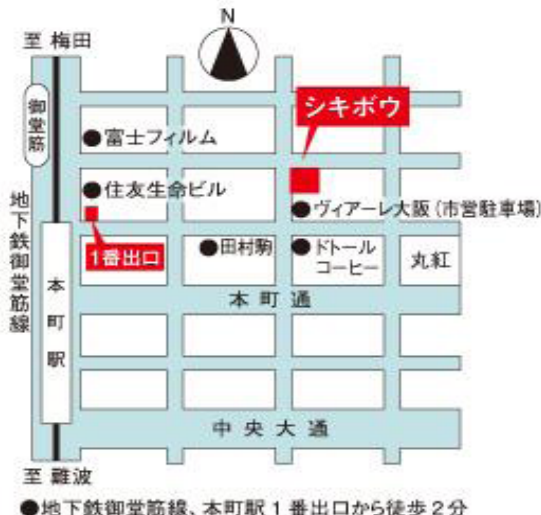 N
至 梅田
御堂筋
シキボウ
●富士フィルム
●住友生命ビル
●ヴィアーレ大阪(市営駐車場)
1番出口
●田村駒
●ドトール
コーヒー
丸紅
地下鉄御堂筋線
本町駅
本町通
中央大通
至 難波
●地下鉄御堂筋線、本町駅1番出口から徒歩2分